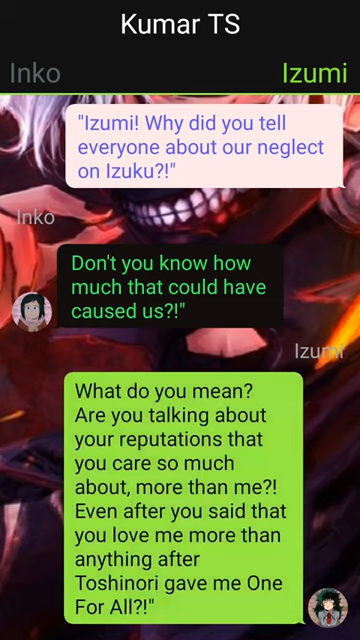 Kumar TS
Inko
Izumi
"Izumi! Why did you tell
everyone about our neglect
on Izuku?!"
Inko
Don't you know how
much that could have
caused us?!"
Izumi
What do you mean?
Are you talking about
your reputations that
you care so much
about, more than me?!
Even after you said that
you love me more than
anything after
Toshinori gave me One
For All?!"